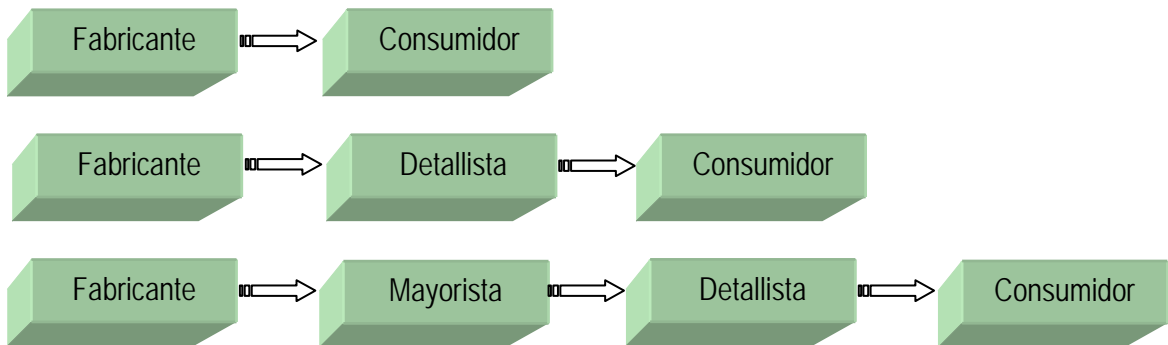 Fabricante Consumidor
Fabricante Detallista Consumidor
Fabricante Mayorista Detallista Consumidor